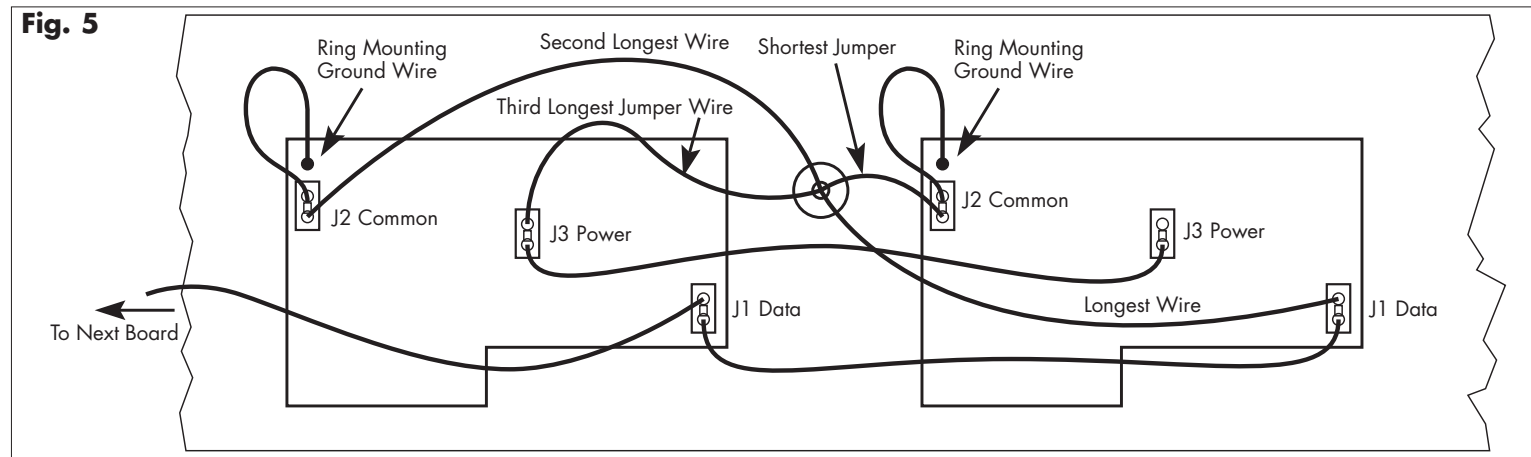 Fig. 5
Ring Mounting
Ground Wire
Second Longest Wire
Shortest Jumper
Ring Mounting
Ground Wire
Third Longest Jumper Wire
J2 Common
J3 Power
J2 Common
J3 Power
To Next Board
J1 Data
Longest Wire
J1 Data